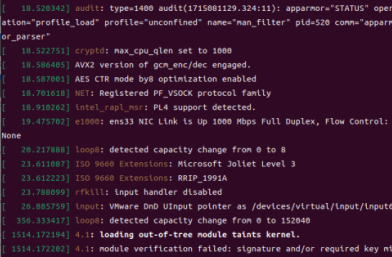 [   18.520342] audit: type=1400 audit(1715081129.324:11): apparmor="STATUS" oper
ation="profile_load" profile="unconfined" name="man_filter" pid=520 comm="apparm
or_parser"
[   18.522751] cryptd: max_cpu_qlen set to 1000
[   18.586405] AVX2 version of gcm_enc/dec engaged.
[   18.587001] AES CTR mode by8 optimization enabled
[   18.701618] NET: Registered PF_VSOCK protocol family
[   18.910262] intel_rapl_msr: PL4 support detected.
[   19.475702] e1000: ens33 NIC Link is Up 1000 Mbps Full Duplex, Flow Control:
None
[   20.217888] loop8: detected capacity change from 0 to 8
[   23.611087] ISO 9660 Extensions: Microsoft Joliet Level 3
[   23.612223] ISO 9660 Extensions: RRIP_1991A
[   23.788099] rfkill: input handler disabled
[   26.885759] input: VMware DnD UInput pointer as /devices/virtual/input/input6
[  356.333417] loop8: detected capacity change from 0 to 152040
[ 1514.172194] 4.1: loading out-of-tree module taints kernel.
[ 1514.172202] 4.1: module verification failed: signature and/or required key mi